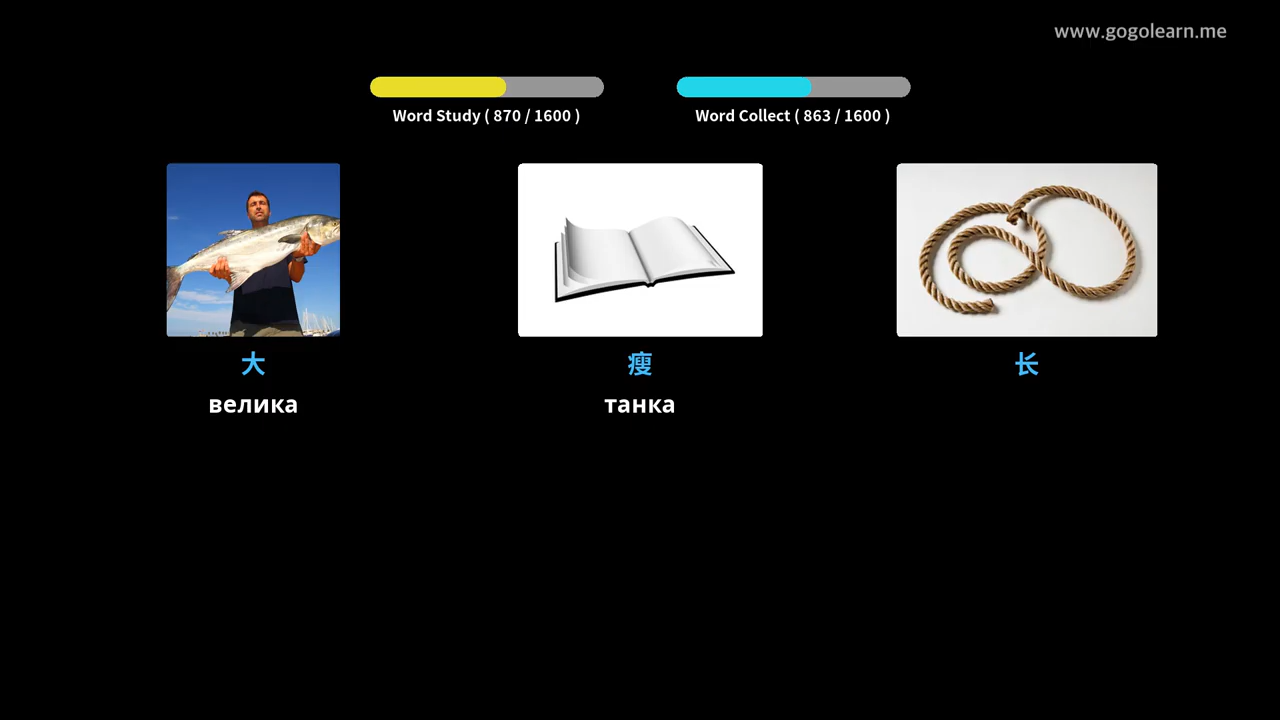 www.gogolearn.me
Word Study ( 870 / 1600 )
Word Collect ( 863 / 1600 )
大
瘦
长
велика
танка